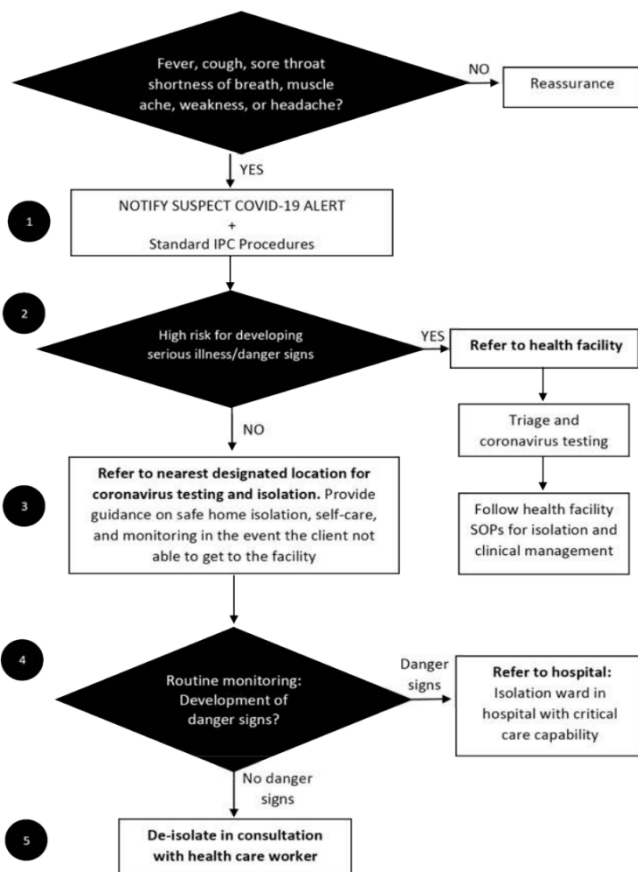 Fever, cough, sore throat
shortness of breath, muscle
ache, weakness, or headache?
NO
Reassurance
YES
1
NOTIFY SUSPECT COVID-19 ALERT
+
Standard IPC Procedures
2
High risk for developing
serious illness/danger signs
YES
Refer to health facility
NO
Triage and
coronavirus testing
3
Refer to nearest designated location for
coronavirus testing and isolation. Provide
guidance on safe home isolation, self-care,
and monitoring in the event the client not
able to get to the facility
Follow health facility
SOPs for isolation and
clinical management
4
Routine monitoring:
Development of
danger signs?
Danger
signs
Refer to hospital:
Isolation ward in
hospital with critical
care capability
No danger
signs
5
De-isolate in consultation
with health care worker